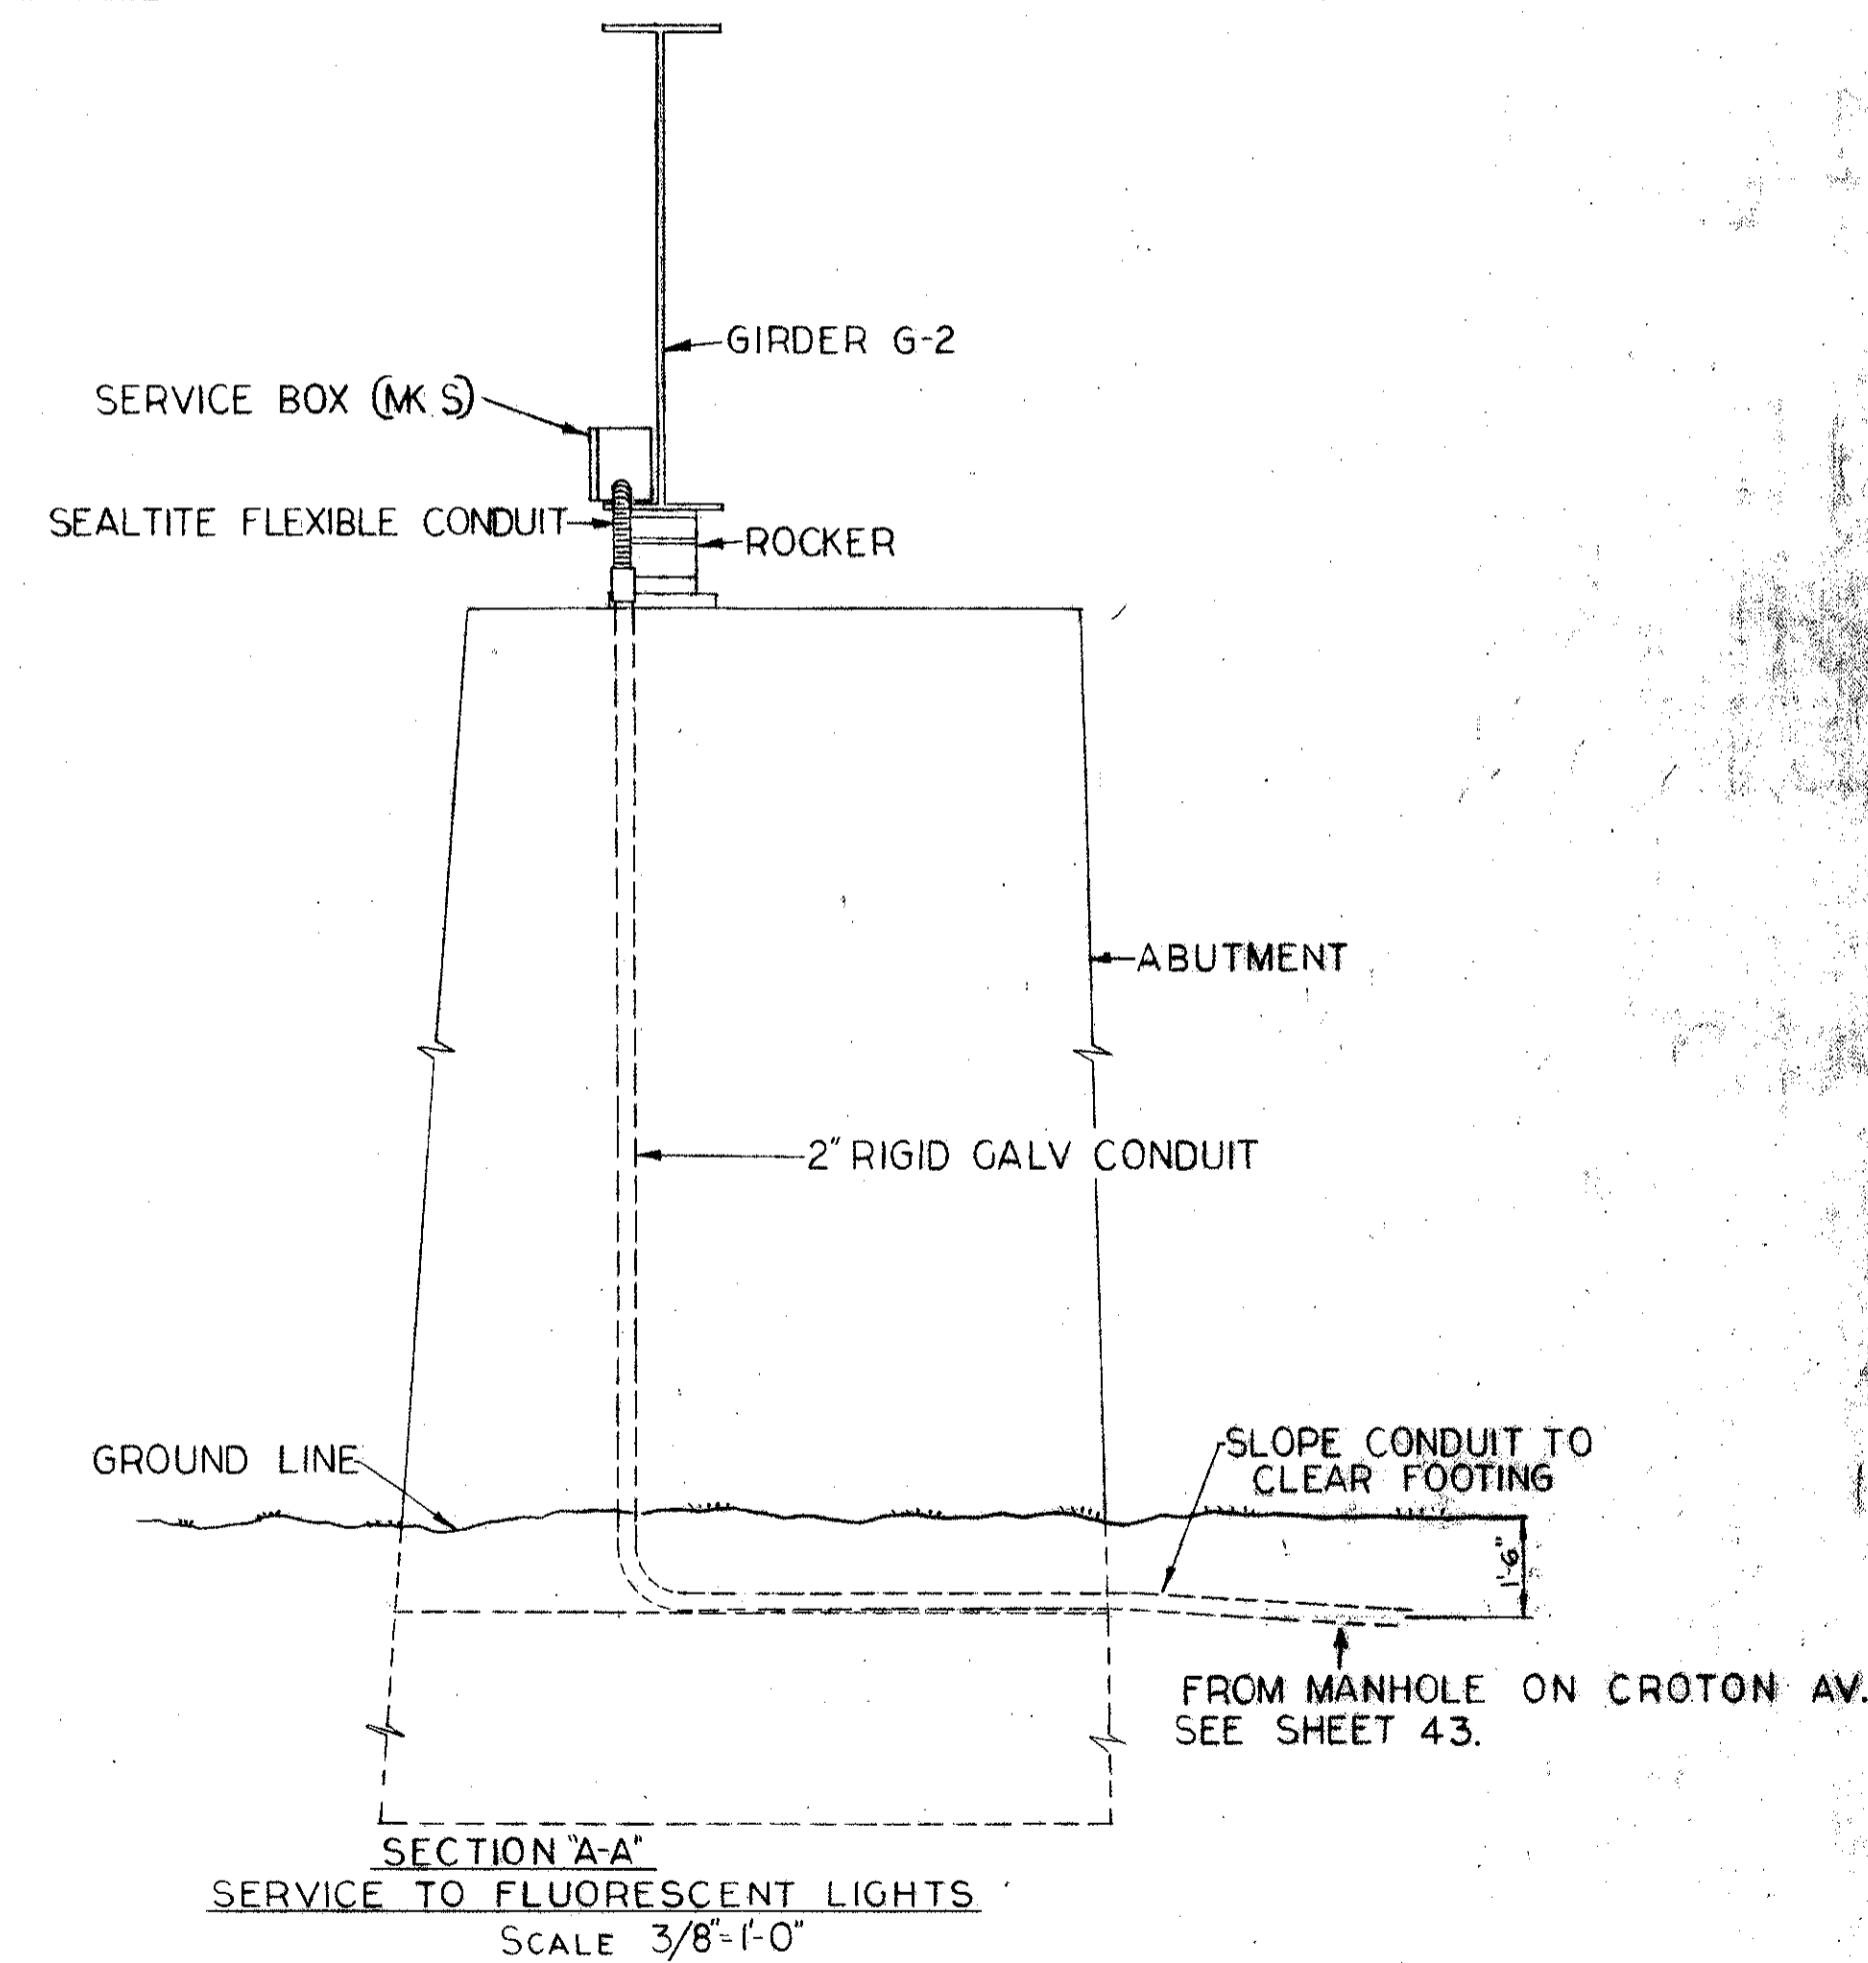 GIRDER G-2
SERVICE BOX (MK. S)
SEALTITE FLEXIBLE CONDUIT
ROCKER
ABUTMENT
2" RIGID GALV CONDUIT
GROUND LINE
SLOPE CONDUIT TO
CLEAR FOOTING
1'-6"
FROM MANHOLE ON CROTON AV.
SEE SHEET 43.
SECTION "A-A"
SERVICE TO FLUORESCENT LIGHTS
SCALE 3/8"=1'-0"